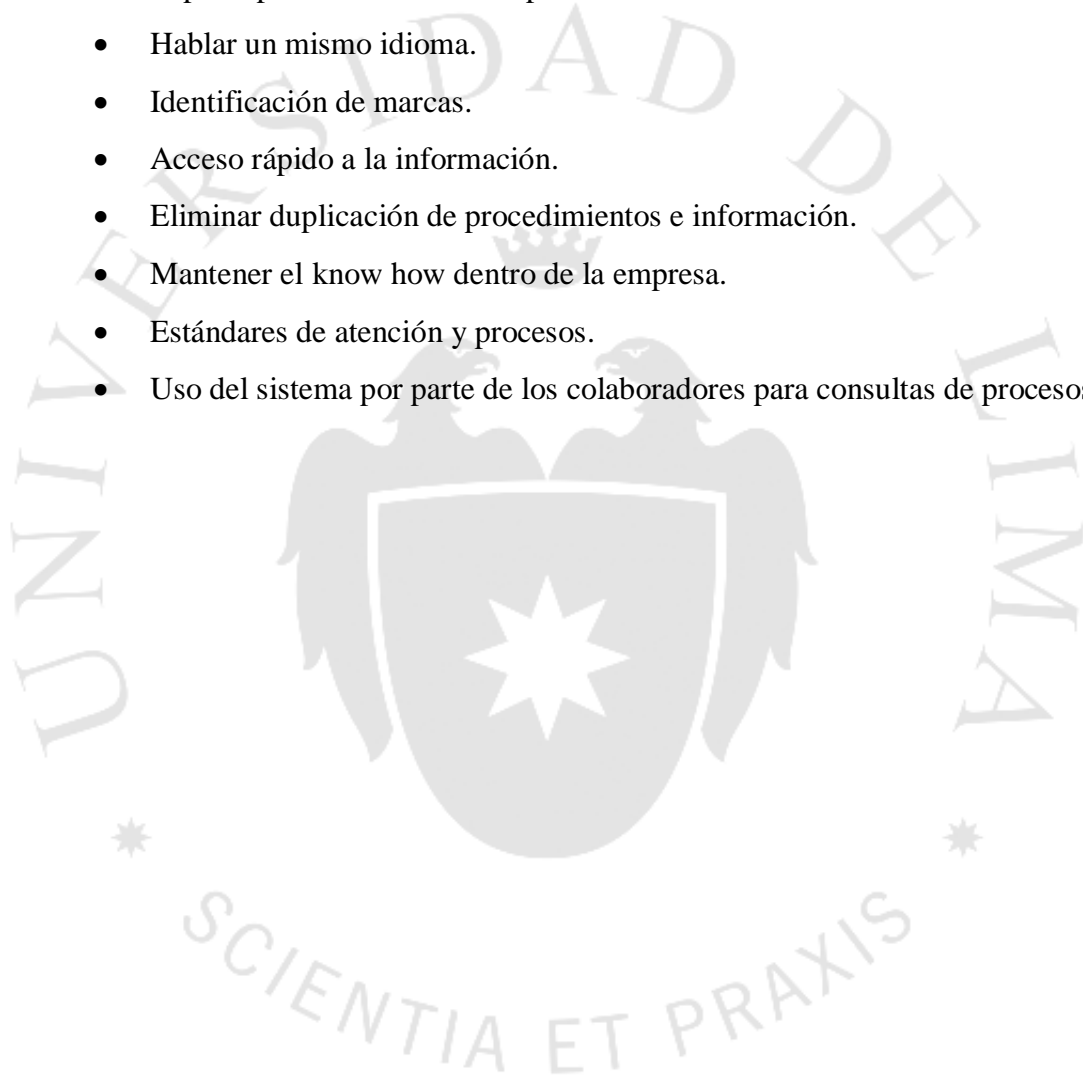 • Hablar un mismo idioma.
• Identificación de marcas.
• Acceso rápido a la información.
• Eliminar duplicación de procedimientos e información.
• Mantener el know how dentro de la empresa.
• Estándares de atención y procesos.
• Uso del sistema por parte de los colaboradores para consultas de procesos
UNIVERSIDAD DE LIMA
SCIENTIA ET PRAXIS